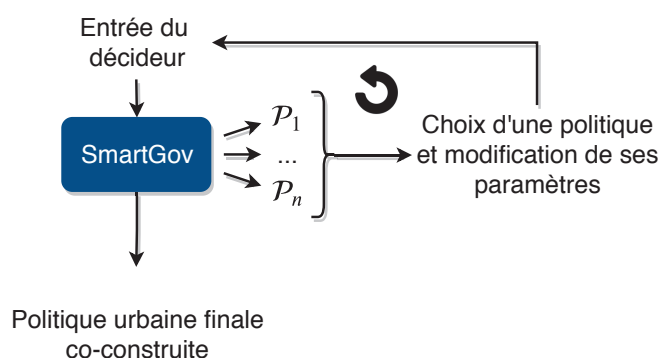 Entrée du
décideur
SmartGov
𝒫1
...
𝒫n
Choix d'une politique
et modification de ses
paramètres
Politique urbaine finale
co-construite